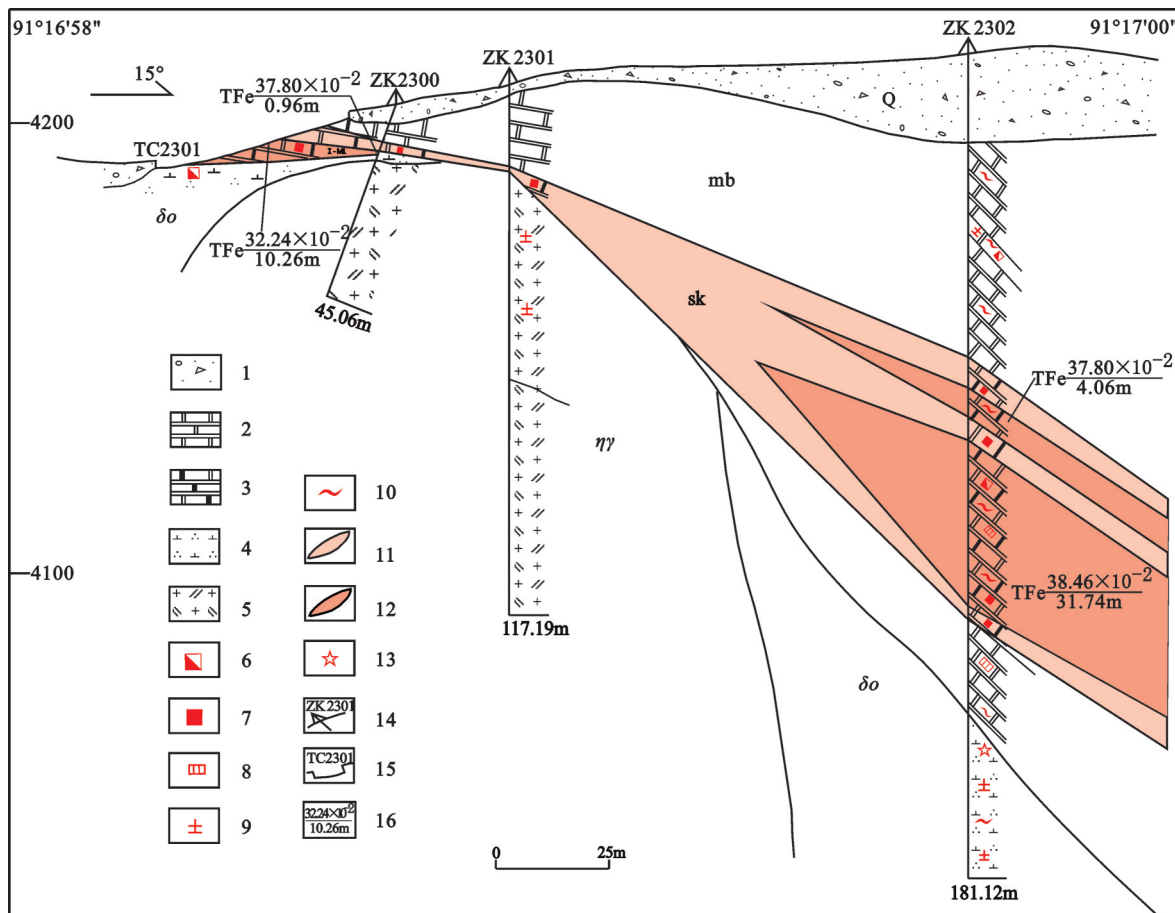 91°16′58″
91°17′00″
ZK 2302
ZK 2301
ZK 2300
15°
TFe 37.80×10⁻²
0.96m
4200
Q
TC2301
mb
δo
TFe 32.24×10⁻²
10.26m
sk
45.06m
TFe 37.80×10⁻²
4.06m
ηγ
4100
TFe 38.46×10⁻²
31.74m
117.19m
δo
181.12m
1
2
3
4
5
6
7
8
9
10
11
12
13
ZK2301 14
TC2301 15
32.24×10⁻²
10.26m 16
0 25m